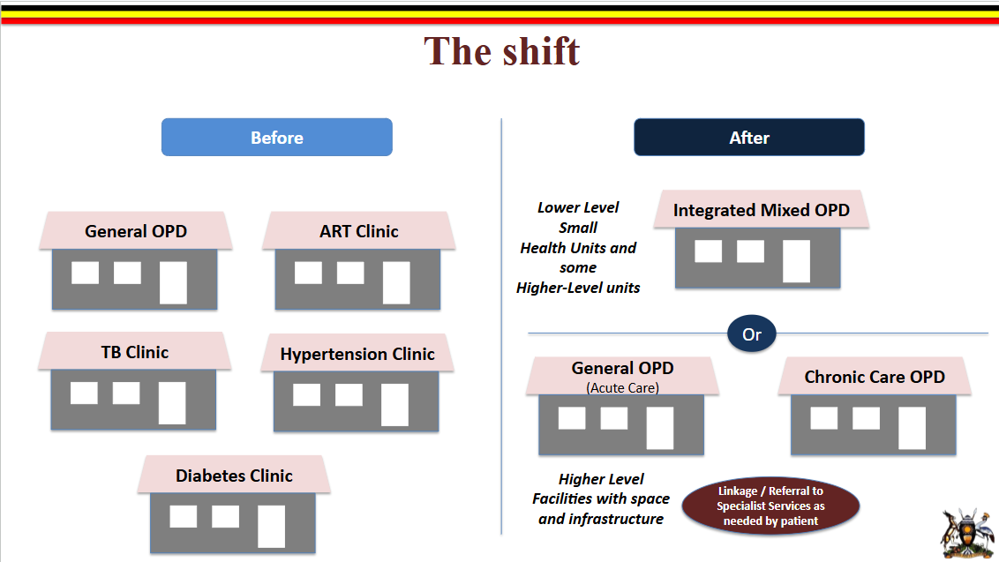 The shift
Before
General OPD
ART Clinic
TB Clinic
Hypertension Clinic
Diabetes Clinic
After
Lower Level
Small
Health Units and
some
Higher-Level units
Integrated Mixed OPD
Or
General OPD
(Acute Care)
Chronic Care OPD
Higher Level
Facilities with space
and infrastructure
Linkage / Referral to
Specialist Services as
needed by patient